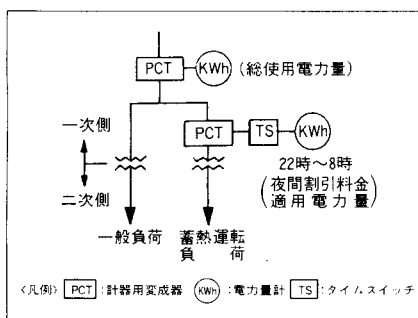 PCT KWh (総使用電力量)
一次側
PCT TS KWh
二次側
22時～8時
(夜間割引料金
適用電力量)
一般負荷 蓄熱運転
負荷
〈凡例〉 PCT :計器用変成器 KWh :電力量計 TS :タイムスイッチ